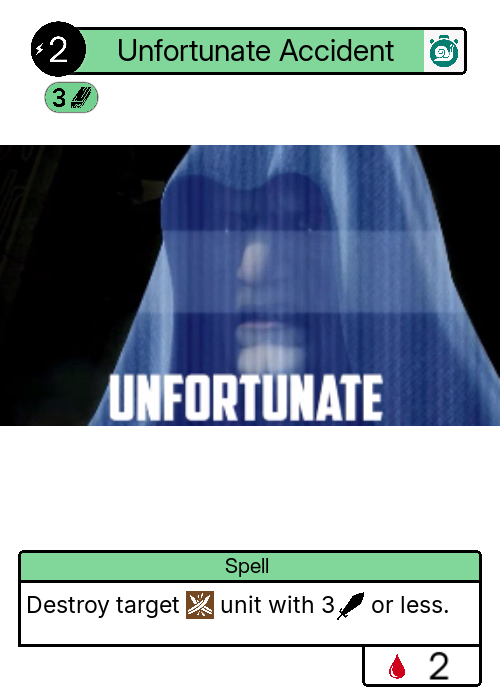 2 Unfortunate Accident
3
UNFORTUNATE
Spell
Destroy target unit with 3 or less.
2